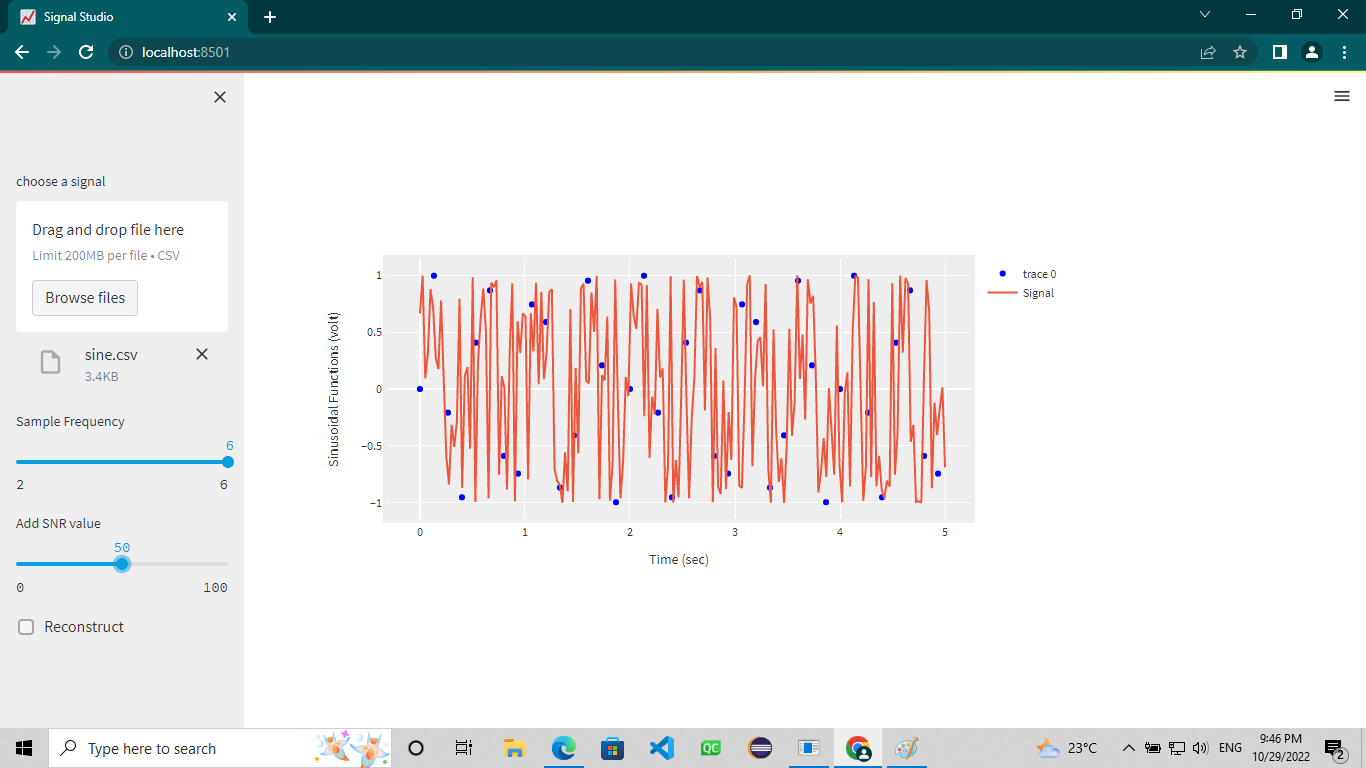 Signal Studio
localhost:8501
choose a signal
Drag and drop file here
Limit 200MB per file • CSV
Browse files
sine.csv
3.4KB
Sample Frequency
6
2 6
Add SNR value
50
0 100
Reconstruct
Sinusoidal Functions (volt)
1
0.5
0
−0.5
−1
0 1 2 3 4 5
Time (sec)
trace 0
Signal
Type here to search
QC
23°C
ENG
9:46 PM
10/29/2022
2